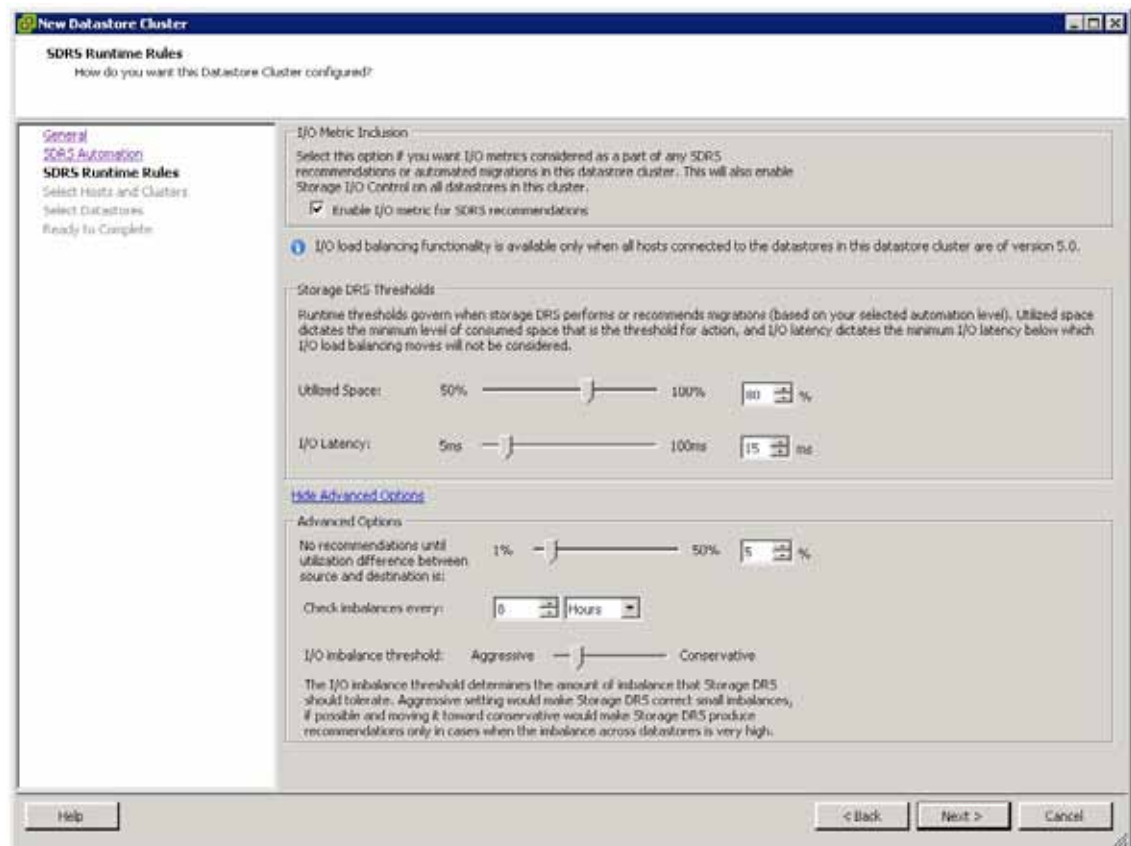 New Datastore Cluster
SDRS Runtime Rules
How do you want this Datastore Cluster configured?
General
SDRS Automation
SDRS Runtime Rules
Select Hosts and Clusters
Select Datastores
Ready to Complete
I/O Metric Inclusion
Select this option if you want I/O metrics considered as a part of any SDRS
recommendations or automated migrations in this datastore cluster. This will also enable
Storage I/O Control on all datastores in this cluster.
Enable I/O metric for SDRS recommendations
I/O load balancing functionality is available only when all hosts connected to the datastores in this datastore cluster are of version 5.0.
Storage DRS Thresholds
Runtime thresholds govern when storage DRS performs or recommends migrations (based on your selected automation level). Utilized space
dictates the minimum level of consumed space that is the threshold for action, and I/O latency dictates the minimum I/O latency below which
I/O load balancing moves will not be considered.
Utilized Space: 50% 100% 80 %
I/O Latency: 5ms 100ms 15 ms
Hide Advanced Options
Advanced Options
No recommendations until
utilization difference between
source and destination is:
1% 50% 5 %
Check imbalances every: 8 Hours
I/O imbalance threshold: Aggressive Conservative
The I/O imbalance threshold determines the amount of imbalance that Storage DRS
should tolerate. Aggressive setting would make Storage DRS correct small imbalances,
if possible and moving it toward conservative would make Storage DRS produce
recommendations only in cases when the imbalance across datastores is very high.
Help
< Back
Next >
Cancel